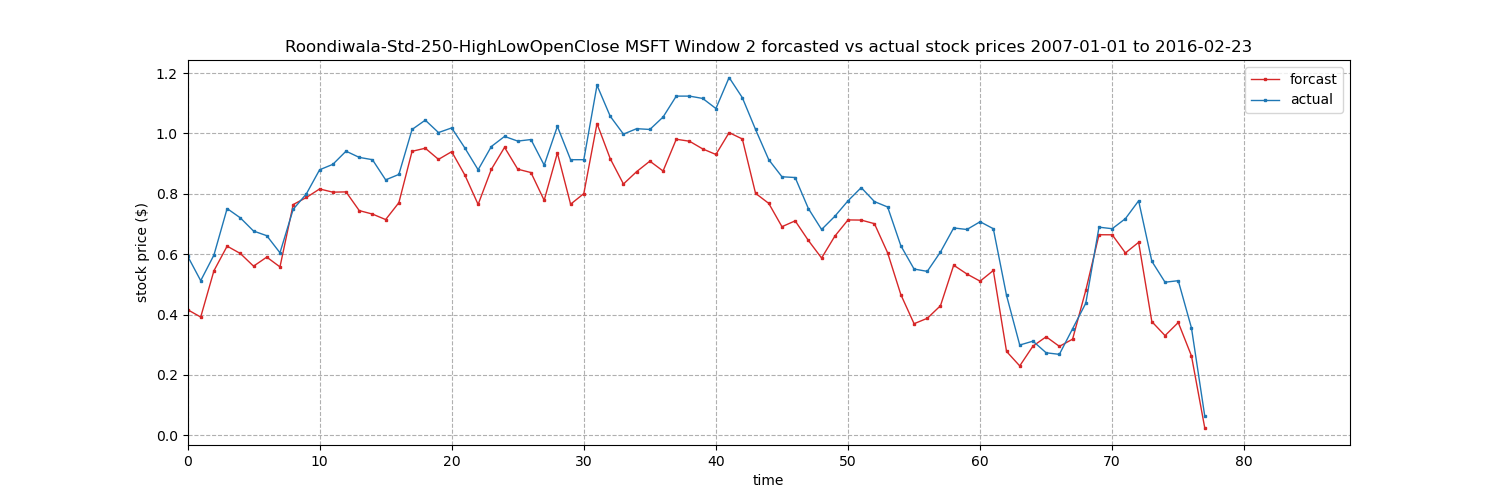 Roondiwala-Std-250-HighLowOpenClose MSFT Window 2 forcasted vs actual stock prices 2007-01-01 to 2016-02-23
forcast
actual
stock price ($)
1.2
1.0
0.8
0.6
0.4
0.2
0.0
0 10 20 30 40 50 60 70 80
time